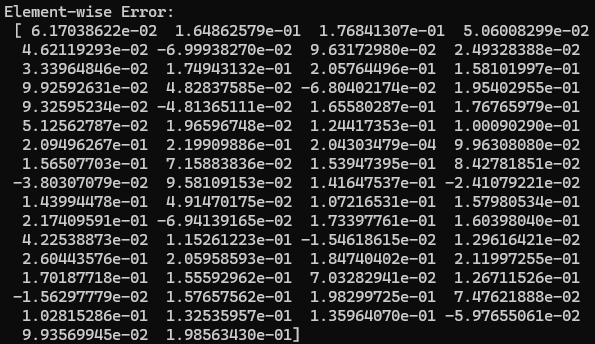 Element-wise Error:
[ 6.17038622e-02 1.64862579e-01 1.76841307e-01 5.06008299e-02
4.62119293e-02 -6.99938270e-02 9.63172980e-02 2.49328388e-02
3.33964846e-02 1.74943132e-01 2.05764496e-01 1.58101997e-01
9.92592631e-02 4.82837585e-02 -6.80402174e-02 1.95402955e-01
9.32595234e-02 -4.81365111e-02 1.65580287e-01 1.76765979e-01
5.12562787e-02 1.96596748e-02 1.24417353e-01 1.00090290e-01
2.09496267e-01 2.19909886e-01 2.04303479e-04 9.96308080e-02
1.56507703e-01 7.15883836e-02 1.53947395e-01 8.42781851e-02
-3.80307079e-02 9.58109153e-02 1.41647537e-01 -2.41079221e-02
1.43994478e-01 4.91470175e-02 1.07216531e-01 1.57980534e-01
2.17409591e-01 -6.94139165e-02 1.73397761e-01 1.60398040e-01
4.22538873e-02 1.15261223e-01 -1.54618615e-02 1.29616421e-02
2.60443576e-01 2.05958593e-01 1.84740402e-01 2.11997255e-01
1.70187718e-01 1.55592962e-01 7.03282941e-02 1.26711526e-01
-1.56297779e-02 1.57657562e-01 1.98299725e-01 7.47621888e-02
1.02815286e-01 1.32535957e-01 1.35964070e-01 -5.97655061e-02
9.93569945e-02 1.98563430e-01]